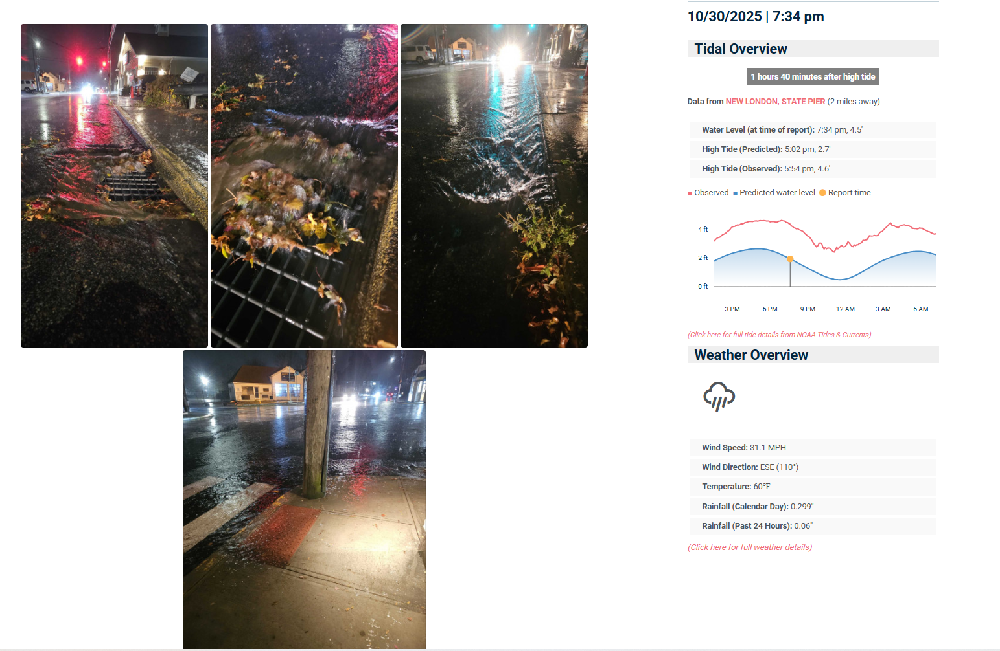 10/30/2025 | 7:34 pm
Tidal Overview
1 hours 40 minutes after high tide
Data from NEW LONDON, STATE PIER (2 miles away)
Water Level (at time of report): 7:34 pm, 4.5'
High Tide (Predicted): 5:02 pm, 2.7'
High Tide (Observed): 5:54 pm, 4.6'
Observed Predicted water level Report time
4 ft
2 ft
0 ft
3 PM 6 PM 9 PM 12 AM 3 AM 6 AM
(Click here for full tide details from NOAA Tides & Currents)
Weather Overview
Wind Speed: 31.1 MPH
Wind Direction: ESE (110°)
Temperature: 60°F
Rainfall (Calendar Day): 0.299"
Rainfall (Past 24 Hours): 0.06"
(Click here for full weather details)